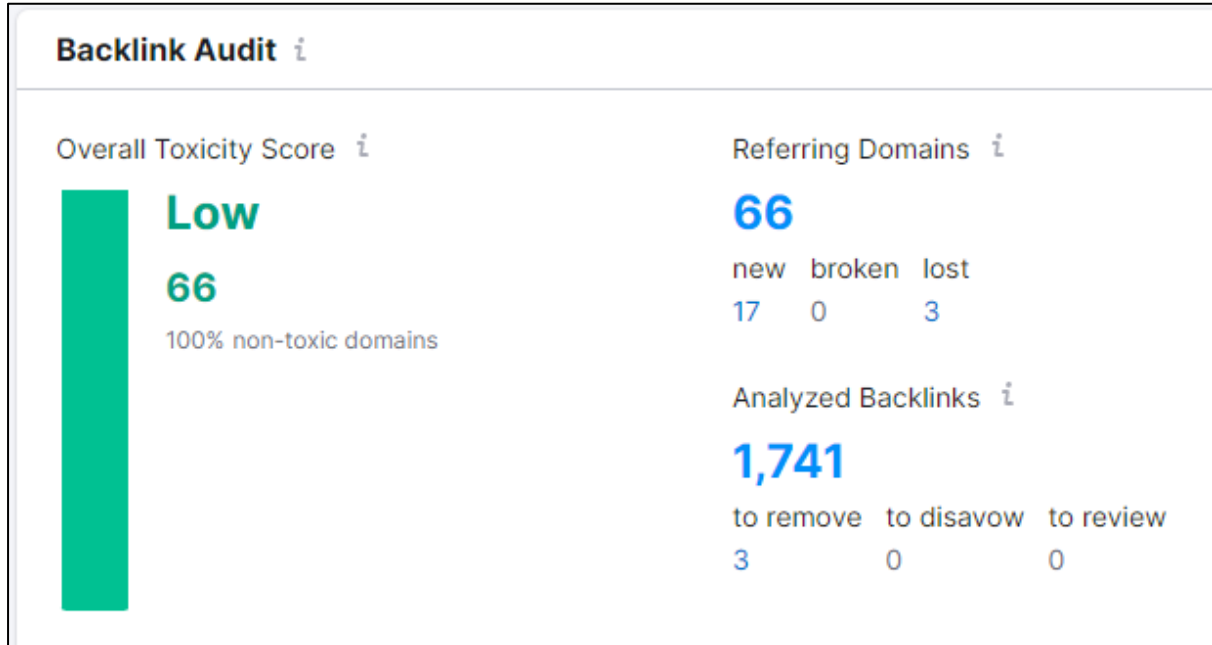 Backlink Audit i
Overall Toxicity Score i
Low
66
100% non-toxic domains
Referring Domains i
66
new broken lost
17 0 3
Analyzed Backlinks i
1,741
to remove to disavow to review
3 0 0